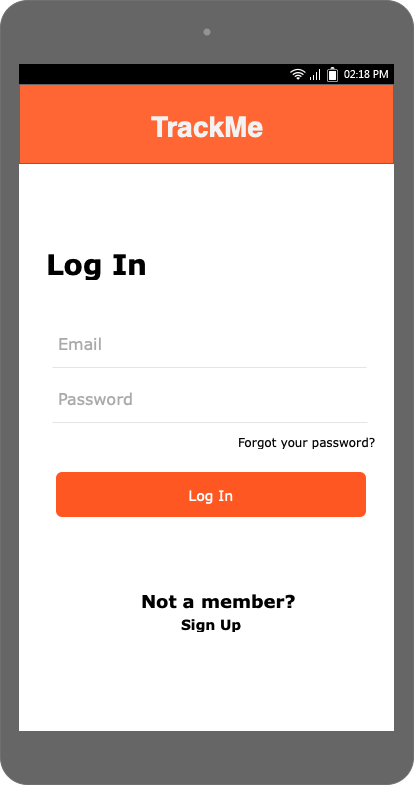 02:18 PM
TrackMe
Log In
Email
Password
Forgot your password?
Log In
Not a member?
Sign Up